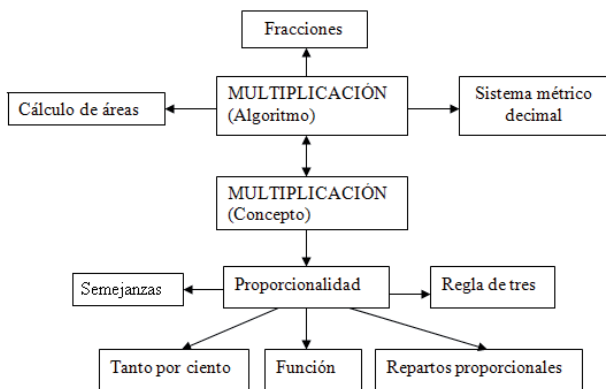 Fracciones
Cálculo de áreas
MULTIPLICACIÓN
(Algoritmo)
Sistema métrico
decimal
MULTIPLICACIÓN
(Concepto)
Semejanzas
Proporcionalidad
Regla de tres
Tanto por ciento
Función
Repartos proporcionales